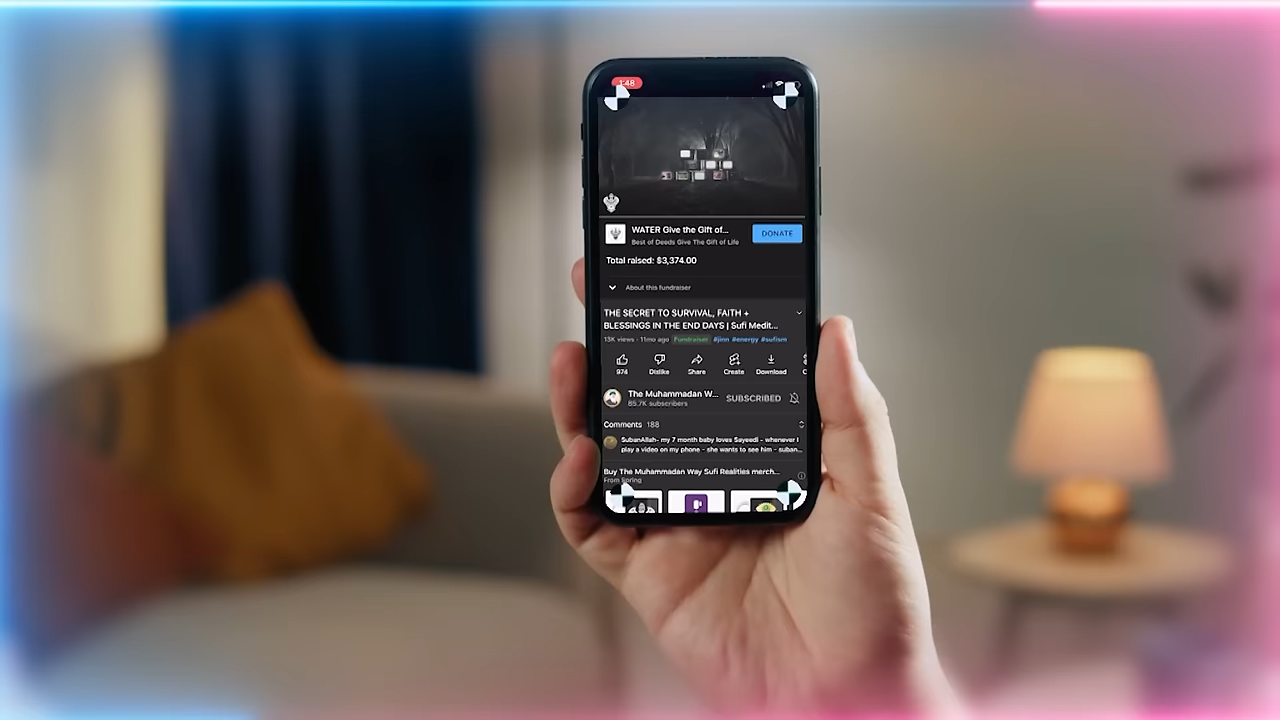 1:48
WATER Give the Gift of...
Best of Deeds Give The Gift of Life
DONATE
Total raised: $3,374.00
About this fundraiser
THE SECRET TO SURVIVAL, FAITH +
BLESSINGS IN THE END DAYS | Sufi Medit...
13K views · 11mo ago Fundraiser #jinn #energy #sufism
974 Dislike Share Create Download
The Muhammadan W...
85.7K subscribers
SUBSCRIBED
Comments 188
SubanAllah- my 7 month baby loves Sayeedi - whenever I
play a video on my phone - she wants to see him - suban...
Buy The Muhammadan Way Sufi Realities merch...
From Spring